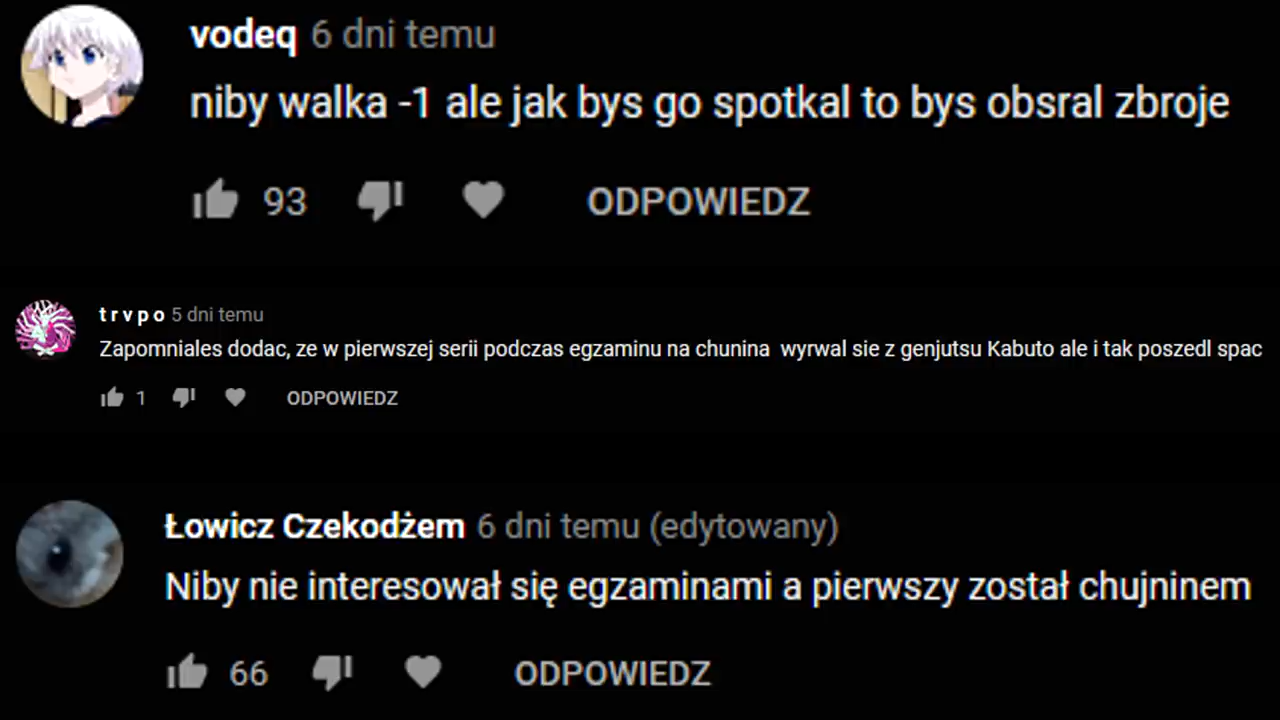 vodeq 6 dni temu
niby walka -1 ale jak bys go spotkal to bys obsral zbroje
93 ODPOWIEDZ
t r v p o 5 dni temu
Zapomniales dodac, ze w pierwszej serii podczas egzaminu na chunina wyrwal sie z genjutsu Kabuto ale i tak poszedl spac
1 ODPOWIEDZ
Łowicz Czekodżem 6 dni temu (edytowany)
Niby nie interesował się egzaminami a pierwszy został chujninem
66 ODPOWIEDZ